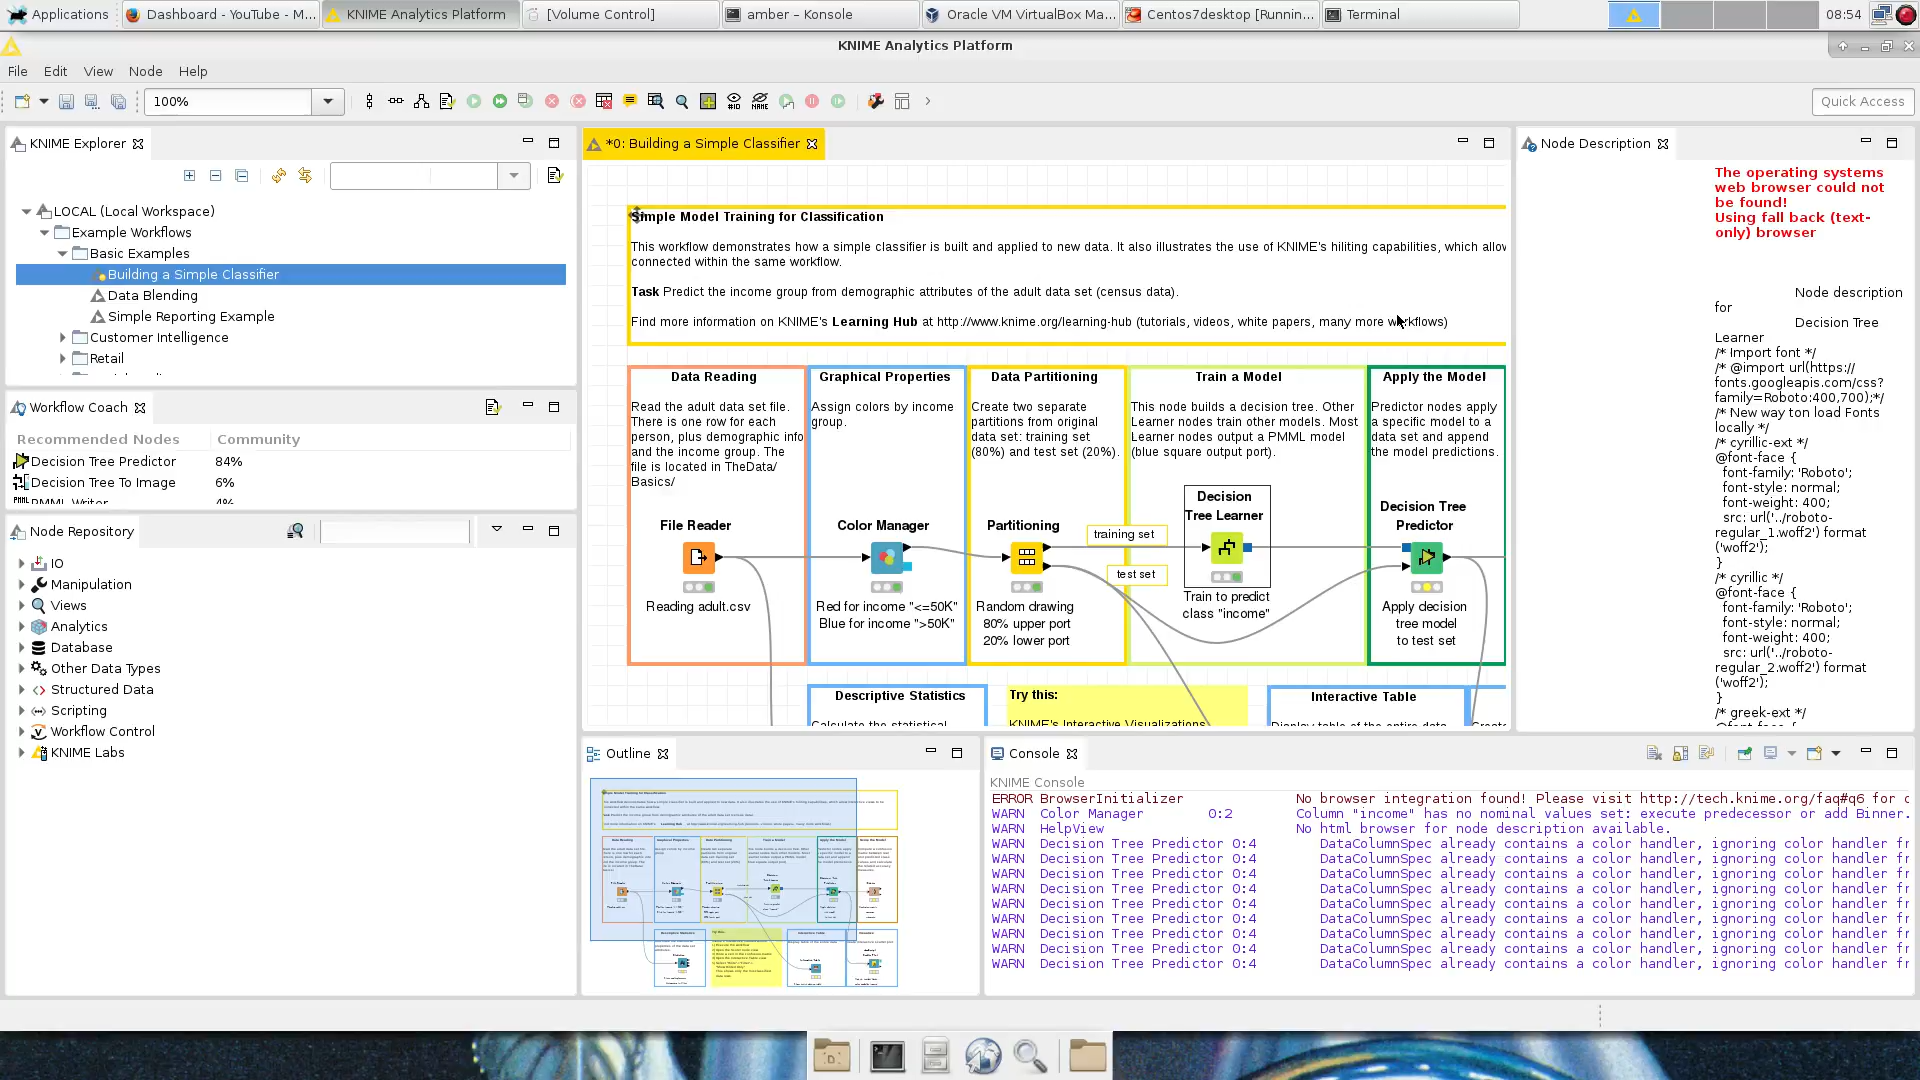 Applications
Dashboard - YouTube - M...
KNIME Analytics Platform
[Volume Control]
amber – Konsole
Oracle VM VirtualBox Ma...
Centos7desktop [Runnin...
Terminal
08:54
KNIME Analytics Platform
File Edit View Node Help
100%
Quick Access
KNIME Explorer
LOCAL (Local Workspace)
Example Workflows
Basic Examples
Building a Simple Classifier
Data Blending
Simple Reporting Example
Customer Intelligence
Retail
Workflow Coach
Recommended Nodes Community
Decision Tree Predictor 84%
Decision Tree To Image 6%
PMML Writer 4%
Node Repository
IO
Manipulation
Views
Analytics
Database
Other Data Types
Structured Data
Scripting
Workflow Control
KNIME Labs
*0: Building a Simple Classifier
Simple Model Training for Classification
This workflow demonstrates how a simple classifier is built and applied to new data. It also illustrates the use of KNIME's hiliting capabilities, which allow
connected within the same workflow.
Task Predict the income group from demographic attributes of the adult data set (census data).
Find more information on KNIME's Learning Hub at http://www.knime.org/learning-hub (tutorials, videos, white papers, many more workflows)
Data Reading
Read the adult data set file.
There is one row for each
person, plus demographic info
and the income group. The
file is located in TheData/
Basics/
File Reader
Reading adult.csv
Graphical Properties
Assign colors by income
group.
Color Manager
Red for income "<=50K"
Blue for income ">50K"
Data Partitioning
Create two separate
partitions from original
data set: training set
(80%) and test set (20%).
Partitioning
Random drawing
80% upper port
20% lower port
training set
test set
Train a Model
This node builds a decision tree. Other
Learner nodes train other models. Most
Learner nodes output a PMML model
(blue square output port).
Decision
Tree Learner
Train to predict
class "income"
Apply the Model
Predictor nodes apply
a specific model to a
data set and append
the model predictions.
Decision Tree
Predictor
Apply decision
tree model
to test set
Descriptive Statistics
Calculate the statistical
Try this:
KNIME's Interactive Visualizations
Interactive Table
Display table of the entire data
Create
Node Description
The operating systems
web browser could not
be found!
Using fall back (text-
only) browser
Node description
for
Decision Tree
Learner
/* Import font */
/* @import url(https://
fonts.googleapis.com/css?
family=Roboto:400,700);*/
/* New way ton load Fonts
locally */
/* cyrillic-ext */
@font-face {
font-family: 'Roboto';
font-style: normal;
font-weight: 400;
src: url('../roboto-
regular_1.woff2') format
('woff2');
}
/* cyrillic */
@font-face {
font-family: 'Roboto';
font-style: normal;
font-weight: 400;
src: url('../roboto-
regular_2.woff2') format
('woff2');
}
/* greek-ext */
@font-face {
Outline
Console
KNIME Console
ERROR BrowserInitializer No browser integration found! Please visit http://tech.knime.org/faq#q6 for
WARN Color Manager 0:2 Column "income" has no nominal values set: execute predecessor or add Binner.
WARN HelpView No html browser for node description available.
WARN Decision Tree Predictor 0:4 DataColumnSpec already contains a color handler, ignoring color handler fr
WARN Decision Tree Predictor 0:4 DataColumnSpec already contains a color handler, ignoring color handler fr
WARN Decision Tree Predictor 0:4 DataColumnSpec already contains a color handler, ignoring color handler fr
WARN Decision Tree Predictor 0:4 DataColumnSpec already contains a color handler, ignoring color handler fr
WARN Decision Tree Predictor 0:4 DataColumnSpec already contains a color handler, ignoring color handler fr
WARN Decision Tree Predictor 0:4 DataColumnSpec already contains a color handler, ignoring color handler fr
WARN Decision Tree Predictor 0:4 DataColumnSpec already contains a color handler, ignoring color handler fr
WARN Decision Tree Predictor 0:4 DataColumnSpec already contains a color handler, ignoring color handler fr
WARN Decision Tree Predictor 0:4 DataColumnSpec already contains a color handler, ignoring color handler fr